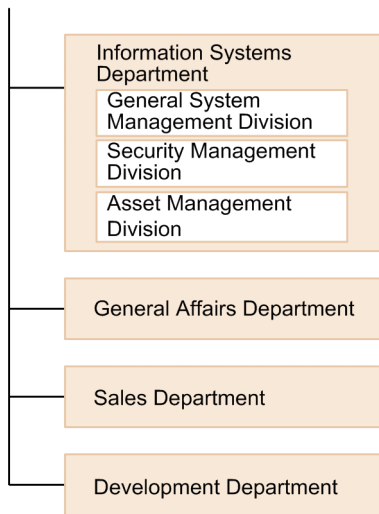 Information Systems
Department
General System
Management Division
Security Management
Division
Asset Management
Division
General Affairs Department
Sales Department
Development Department